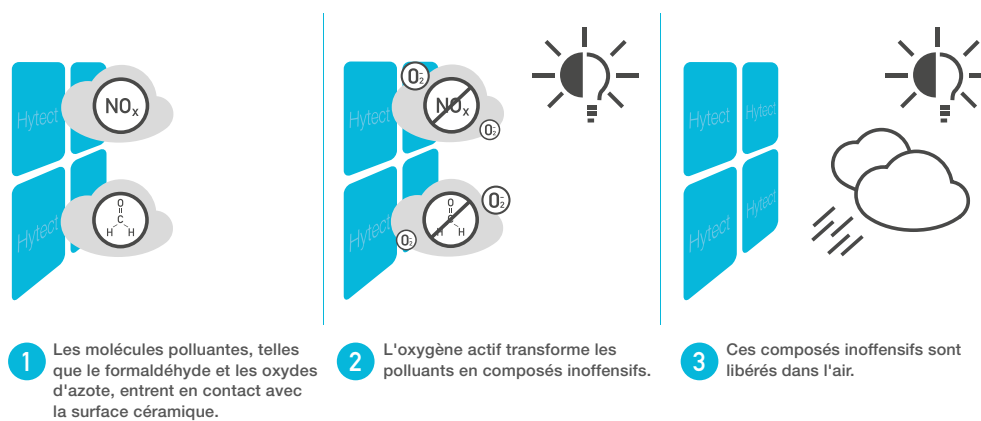 Hytect
NOx
Hytect
O
C
H H
1
Les molécules polluantes, telles
que le formaldéhyde et les oxydes
d'azote, entrent en contact avec
la surface céramique.
Hytect
O2-
NOx
O2-
Hytect
O2-
O
C
H H
O2-
2
L'oxygène actif transforme les
polluants en composés inoffensifs.
Hytect
Hytect
Hytect
Hytect
3
Ces composés inoffensifs sont
libérés dans l'air.